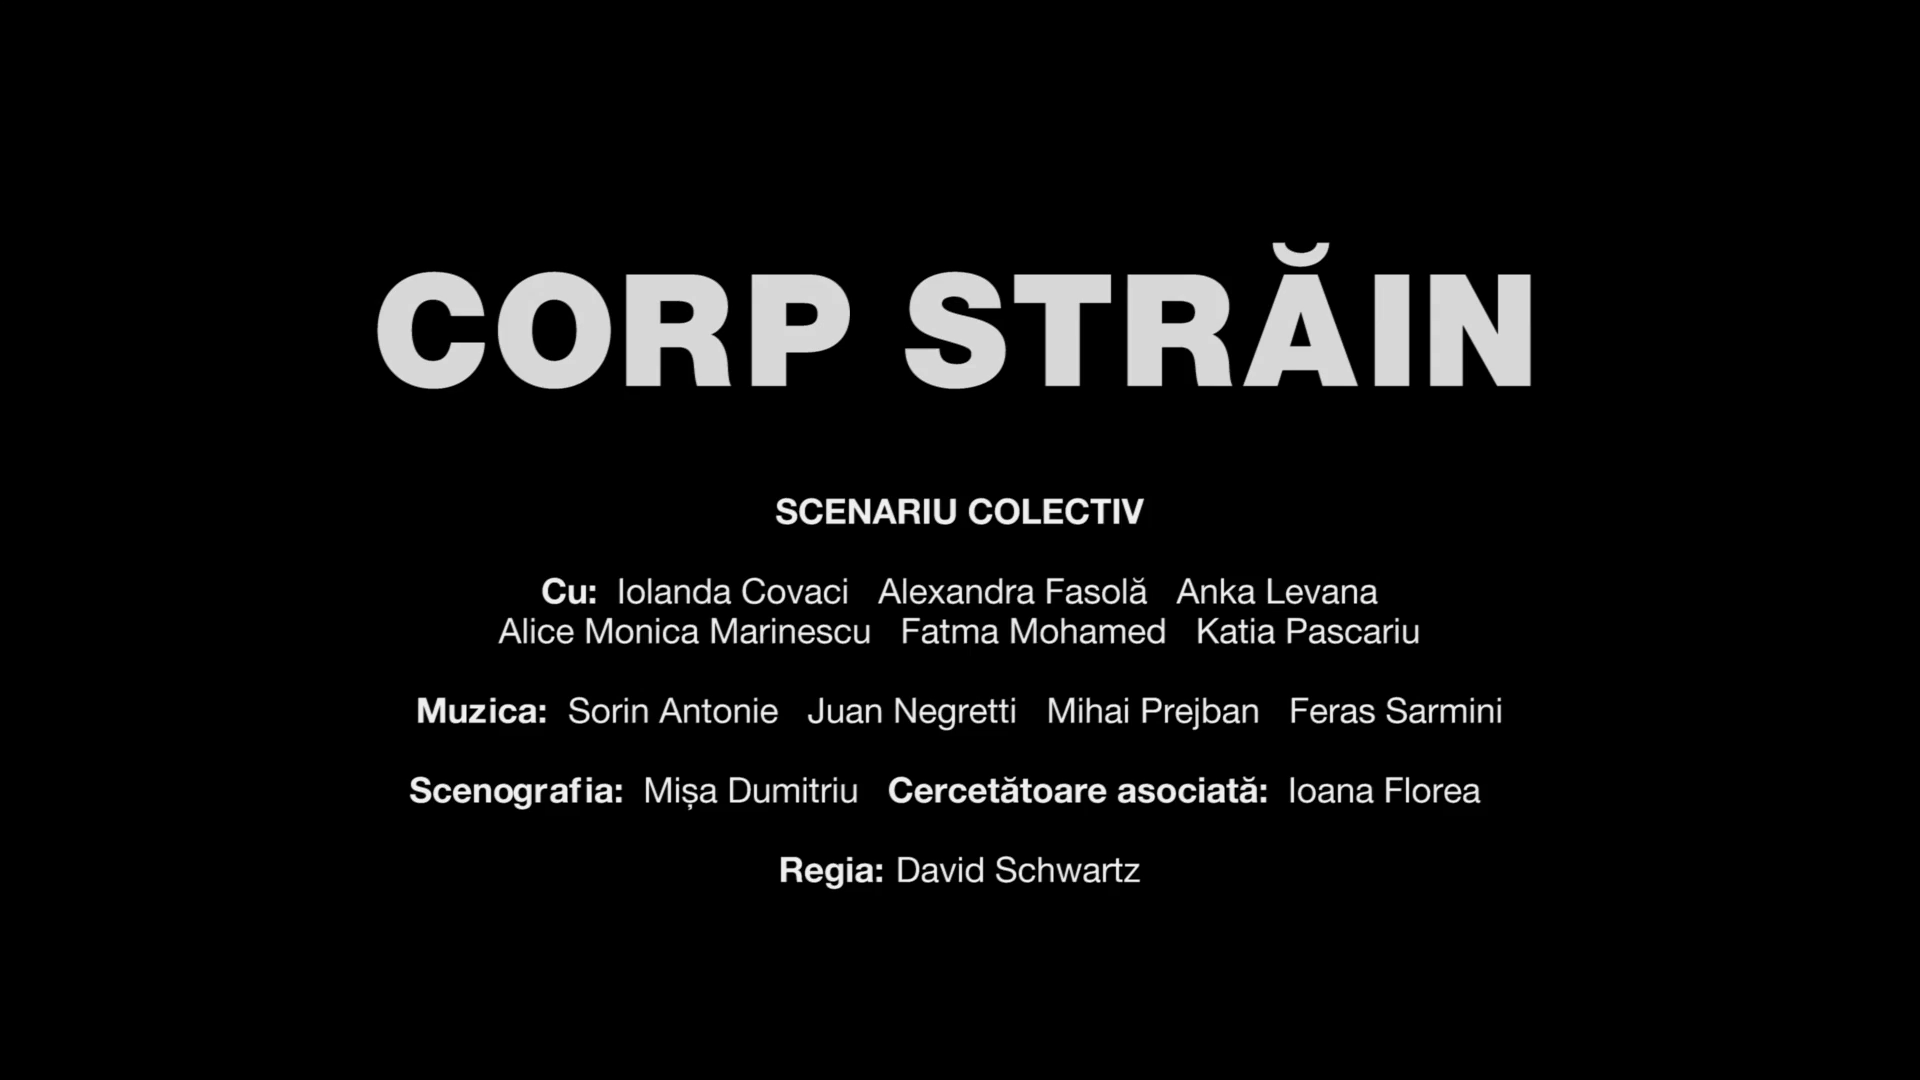 CORP STRĂIN
SCENARIU COLECTIV
Cu: Iolanda Covaci Alexandra Fasolă Anka Levana
Alice Monica Marinescu Fatma Mohamed Katia Pascariu
Muzica: Sorin Antonie Juan Negretti Mihai Prejban Feras Sarmini
Scenografia: Mișa Dumitriu Cercetătoare asociată: Ioana Florea
Regia: David Schwartz